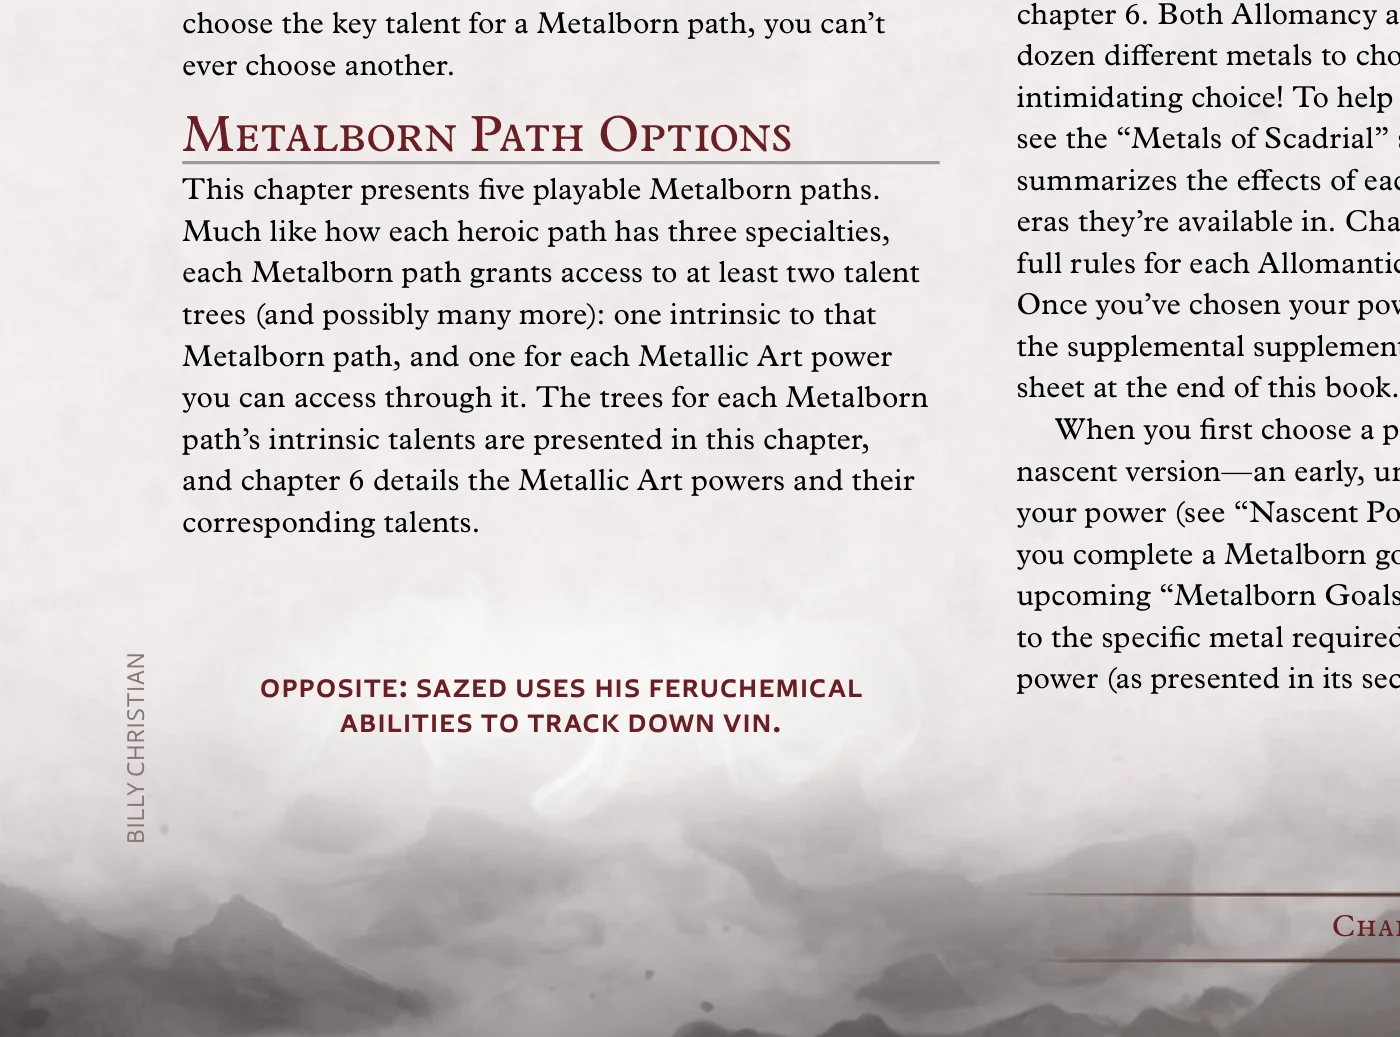 choose the key talent for a Metalborn path, you can’t
ever choose another.
Metalborn Path Options
This chapter presents five playable Metalborn paths.
Much like how each heroic path has three specialties,
each Metalborn path grants access to at least two talent
trees (and possibly many more): one intrinsic to that
Metalborn path, and one for each Metallic Art power
you can access through it. The trees for each Metalborn
path’s intrinsic talents are presented in this chapter,
and chapter 6 details the Metallic Art powers and their
corresponding talents.
OPPOSITE: SAZED USES HIS FERUCHEMICAL
ABILITIES TO TRACK DOWN VIN.
BILLY CHRISTIAN
chapter 6. Both Allomancy a
dozen different metals to cho
intimidating choice! To help
see the “Metals of Scadrial”
summarizes the effects of eac
eras they’re available in. Cha
full rules for each Allomantic
Once you’ve chosen your pow
the supplemental supplement
sheet at the end of this book.
When you first choose a p
nascent version—an early, un
your power (see “Nascent Po
you complete a Metalborn go
upcoming “Metalborn Goals
to the specific metal required
power (as presented in its sec
Chap